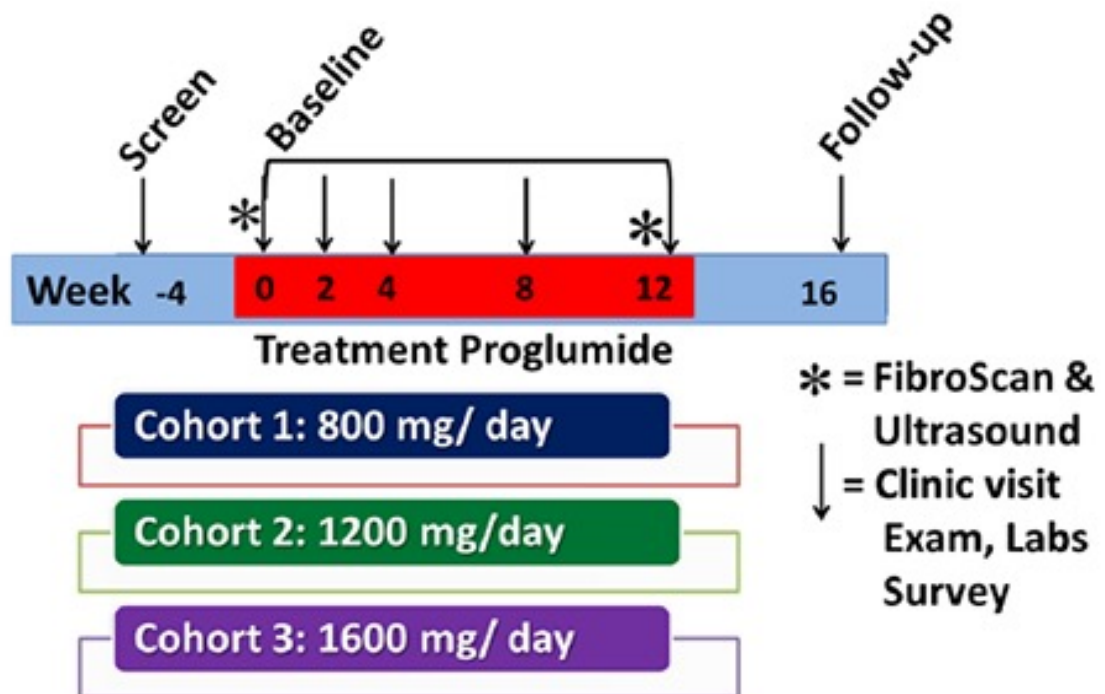 Screen
Baseline
Follow-up
*
*
Week -4 0 2 4 8 12 16
Treatment Proglumide
Cohort 1: 800 mg/ day
Cohort 2: 1200 mg/day
Cohort 3: 1600 mg/ day
* = FibroScan &
Ultrasound
= Clinic visit
Exam, Labs
Survey